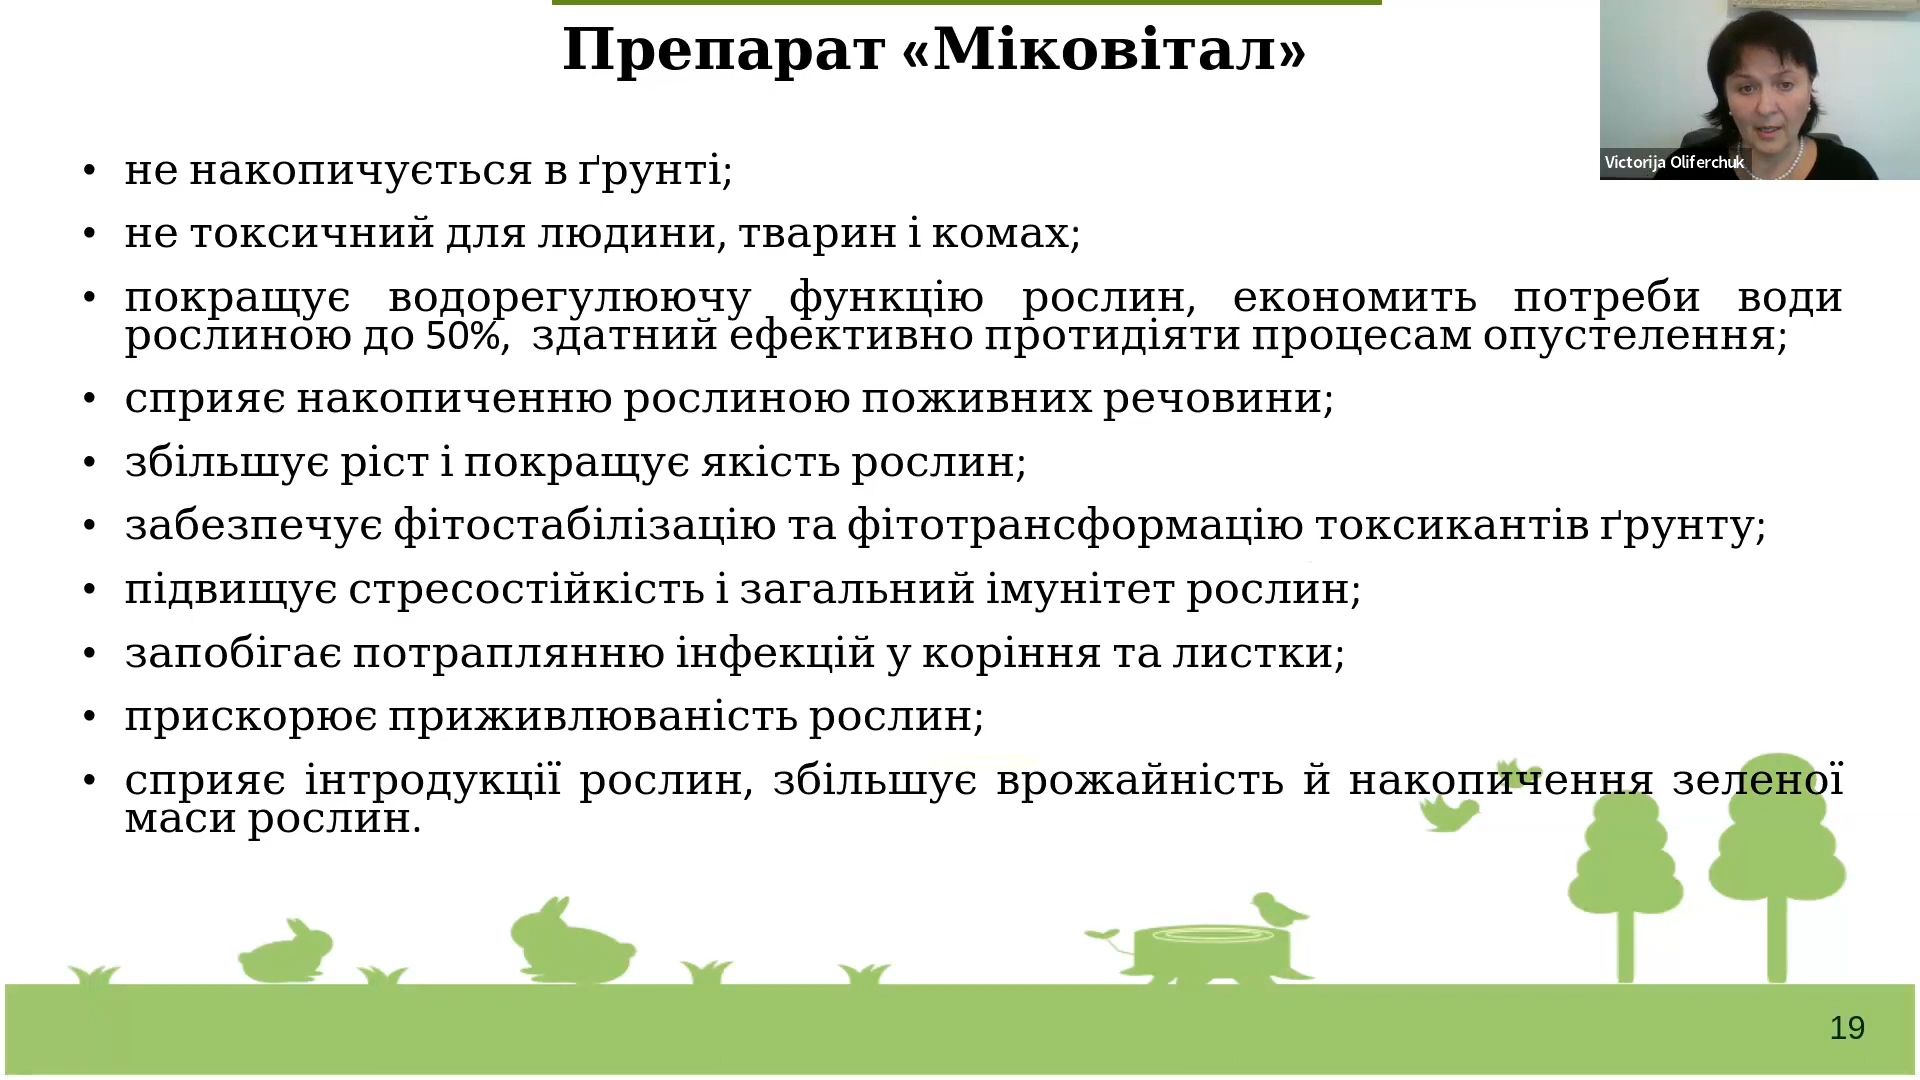 Препарат «Міковітал»
Victorija Oliferchuk
• не накопичується в ґрунті;
• не токсичний для людини, тварин і комах;
• покращує водорегулюючу функцію рослин, економить потреби води
рослиною до 50%, здатний ефективно протидіяти процесам опустелення;
• сприяє накопиченню рослиною поживних речовини;
• збільшує ріст і покращує якість рослин;
• забезпечує фітостабілізацію та фітотрансформацію токсикантів ґрунту;
• підвищує стресостійкість і загальний імунітет рослин;
• запобігає потраплянню інфекцій у коріння та листки;
• прискорює приживлюваність рослин;
• сприяє інтродукції рослин, збільшує врожайність й накопичення зеленої
маси рослин.
19